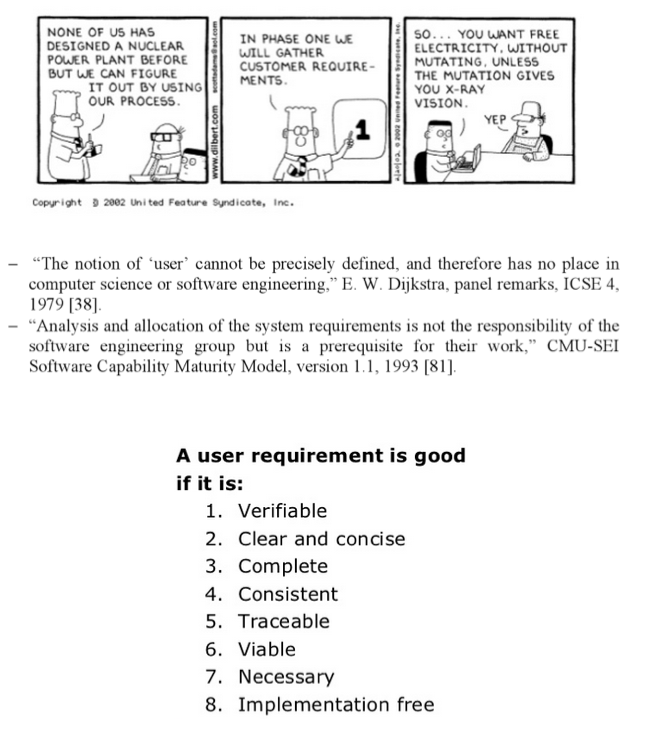 NONE OF US HAS
DESIGNED A NUCLEAR
POWER PLANT BEFORE
BUT WE CAN FIGURE
IT OUT BY USING
OUR PROCESS.
www.dilbert.com
scottadams@aol.com
IN PHASE ONE WE
WILL GATHER
CUSTOMER REQUIRE-
MENTS.
1
© 2002 United Feature Syndicate, Inc.
SO... YOU WANT FREE
ELECTRICITY, WITHOUT
MUTATING, UNLESS
THE MUTATION GIVES
YOU X-RAY
VISION.
YEP
Copyright © 2002 United Feature Syndicate, Inc.
– “The notion of ‘user’ cannot be precisely defined, and therefore has no place in
computer science or software engineering,” E. W. Dijkstra, panel remarks, ICSE 4,
1979 [38].
– “Analysis and allocation of the system requirements is not the responsibility of the
software engineering group but is a prerequisite for their work,” CMU-SEI
Software Capability Maturity Model, version 1.1, 1993 [81].
A user requirement is good
if it is:
1. Verifiable
2. Clear and concise
3. Complete
4. Consistent
5. Traceable
6. Viable
7. Necessary
8. Implementation free